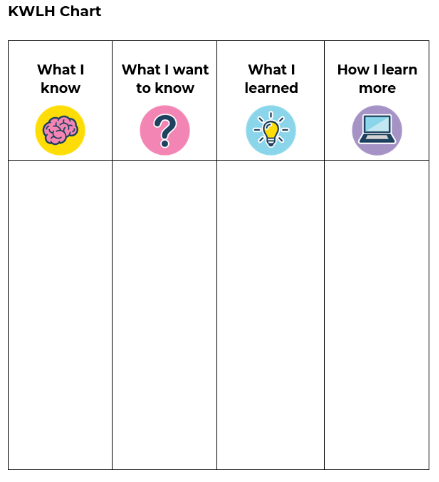 KWLH Chart
What I
know
What I want
to know
What I
learned
How I learn
more